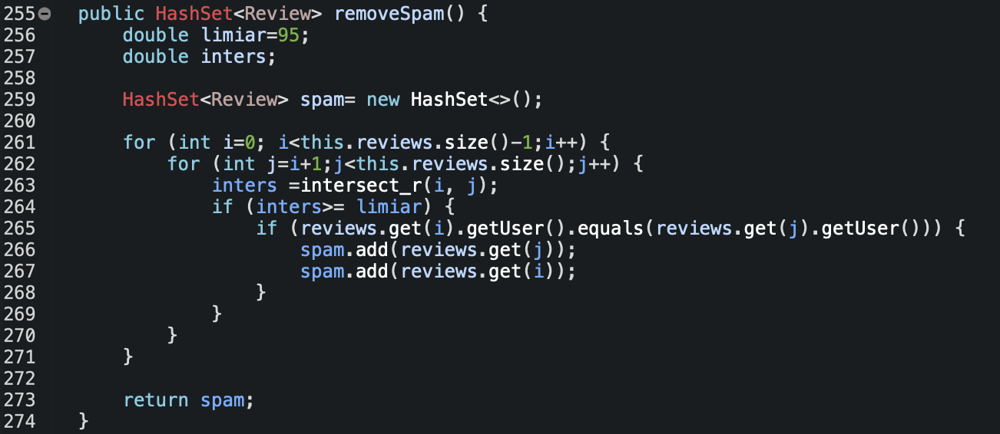 255 public HashSet<Review> removeSpam() {
256 double limiar=95;
257 double inters;
258
259 HashSet<Review> spam= new HashSet<>();
260
261 for (int i=0; i<this.reviews.size()-1;i++) {
262 for (int j=i+1;j<this.reviews.size();j++) {
263 inters =intersect_r(i, j);
264 if (inters>= limiar) {
265 if (reviews.get(i).getUser().equals(reviews.get(j).getUser())) {
266 spam.add(reviews.get(j));
267 spam.add(reviews.get(i));
268 }
269 }
270 }
271 }
272
273 return spam;
274 }